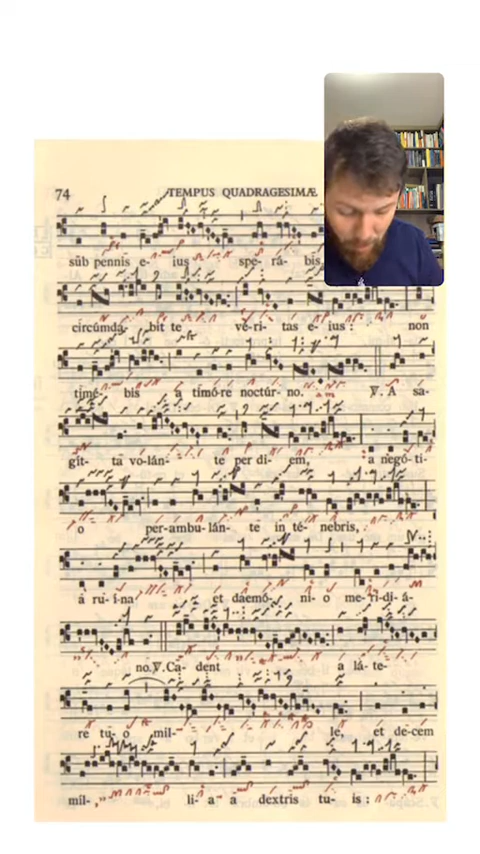 74 TEMPUS QUADRAGESIMÆ
sub pennis e- ius spe- rá- bis
circúmda- bit te vé-ri- tas e- ius : non
timé- bis a timó-re noctúr- no. ℣. A sa-
gít- ta vo-lán- te per di- em, a negó-ti-
o per-ambu-lán- te in té- nebris,
a ru-í-na et daemó- ni- o me-ri-di-á-
no. ℣. Ca- dent a lá-te-
re tu- o mil- le, et de-cem
míl- li- a a dextris tu- is :